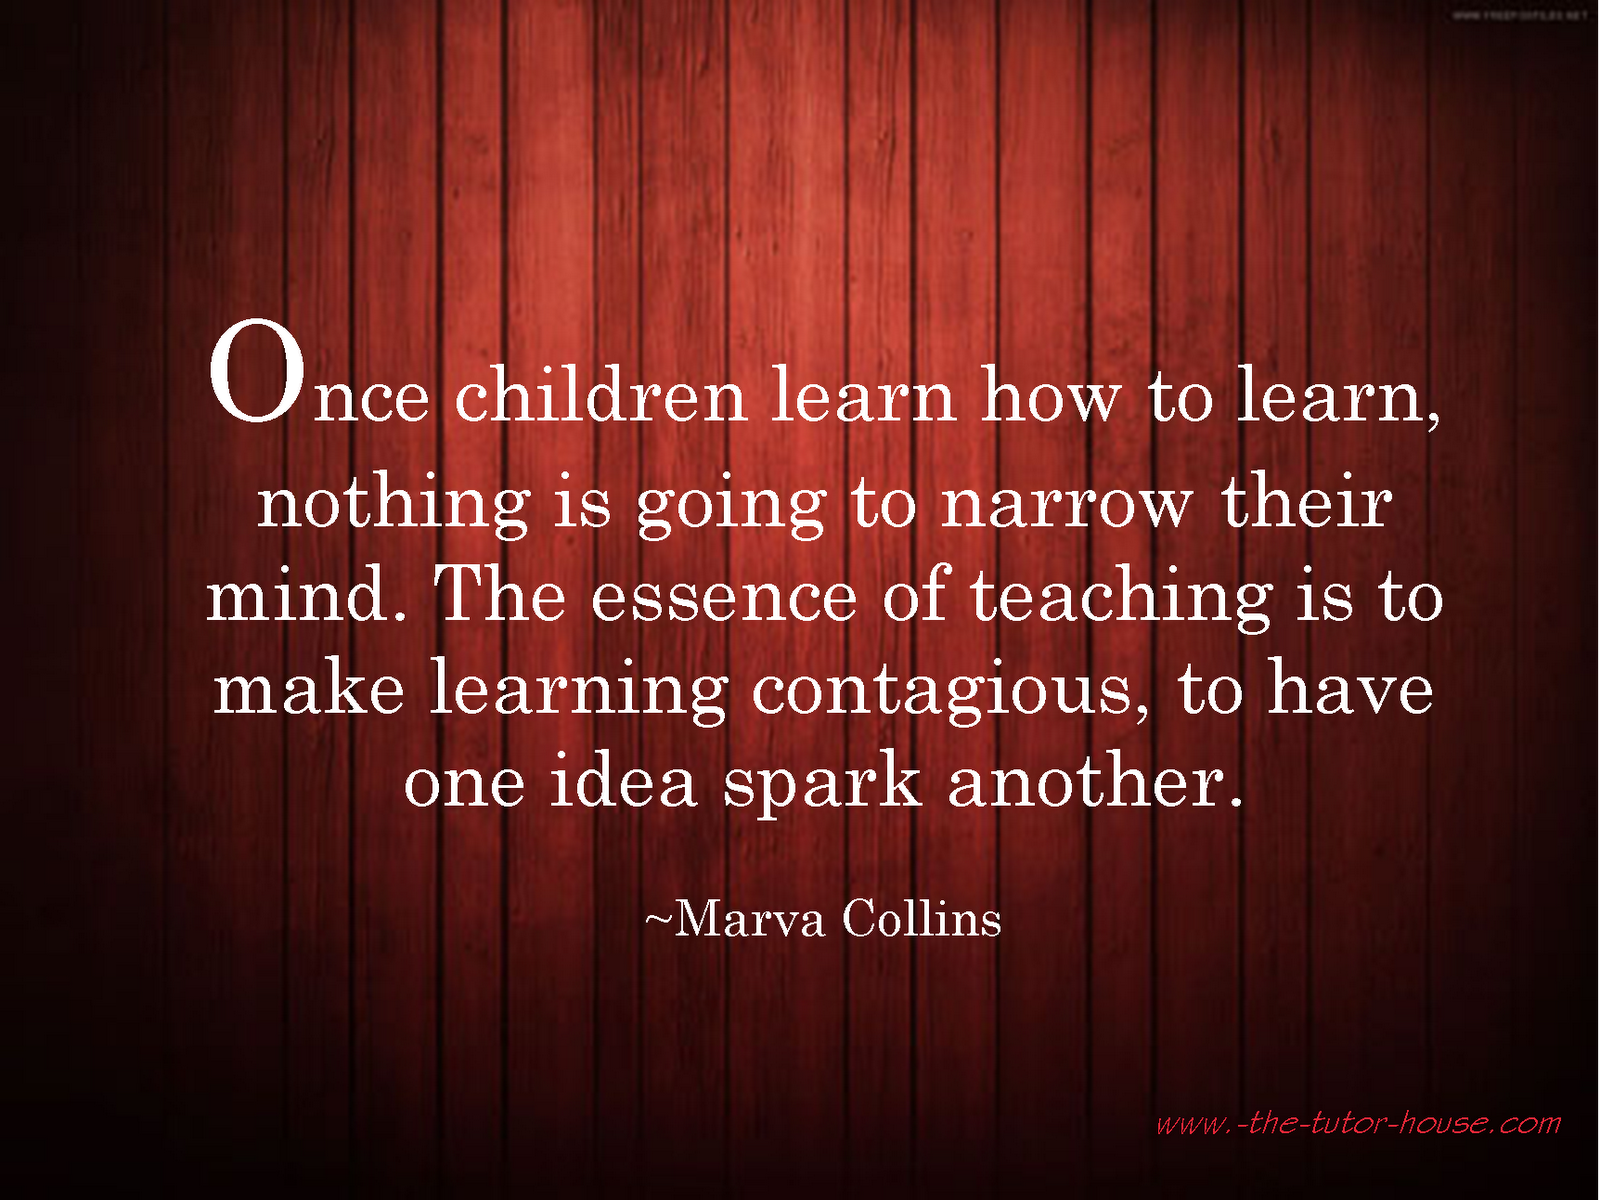 Once children learn how to learn,
nothing is going to narrow their
mind. The essence of teaching is to
make learning contagious, to have
one idea spark another.
~Marva Collins
www.-the-tutor-house.com